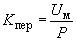 Kпер = Uм / P